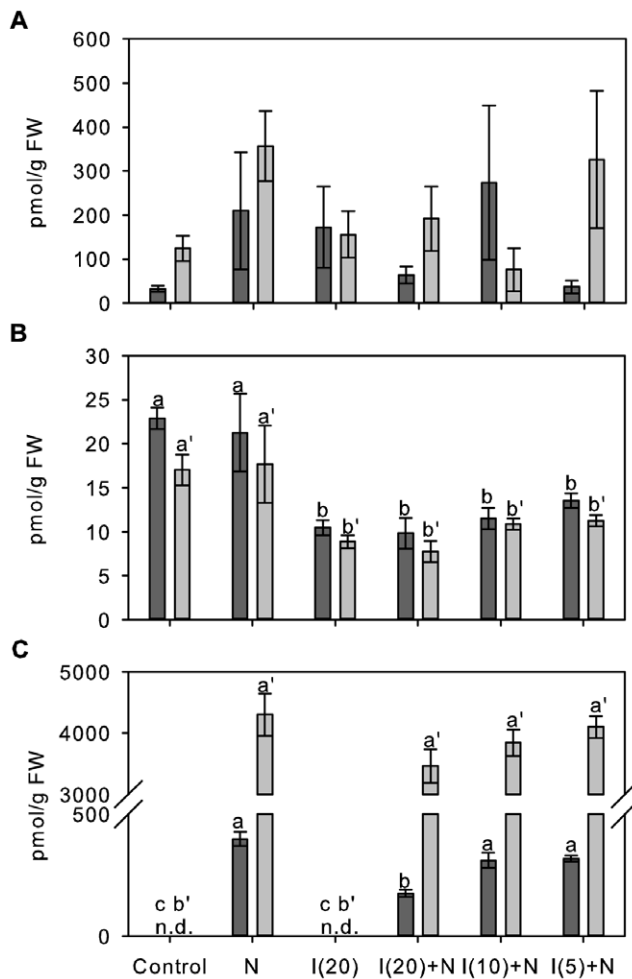 A
600
500
400
300
200
100
0
pmol/g FW
B
30
25
20
15
10
5
0
pmol/g FW
a a' a a' b b' b b' b b' b b'
C
5000
4000
3000
500
0
pmol/g FW
a' a' a' a'
a b a a
c b' c b'
n.d. n.d.
Control N I(20) I(20)+N I(10)+N I(5)+N